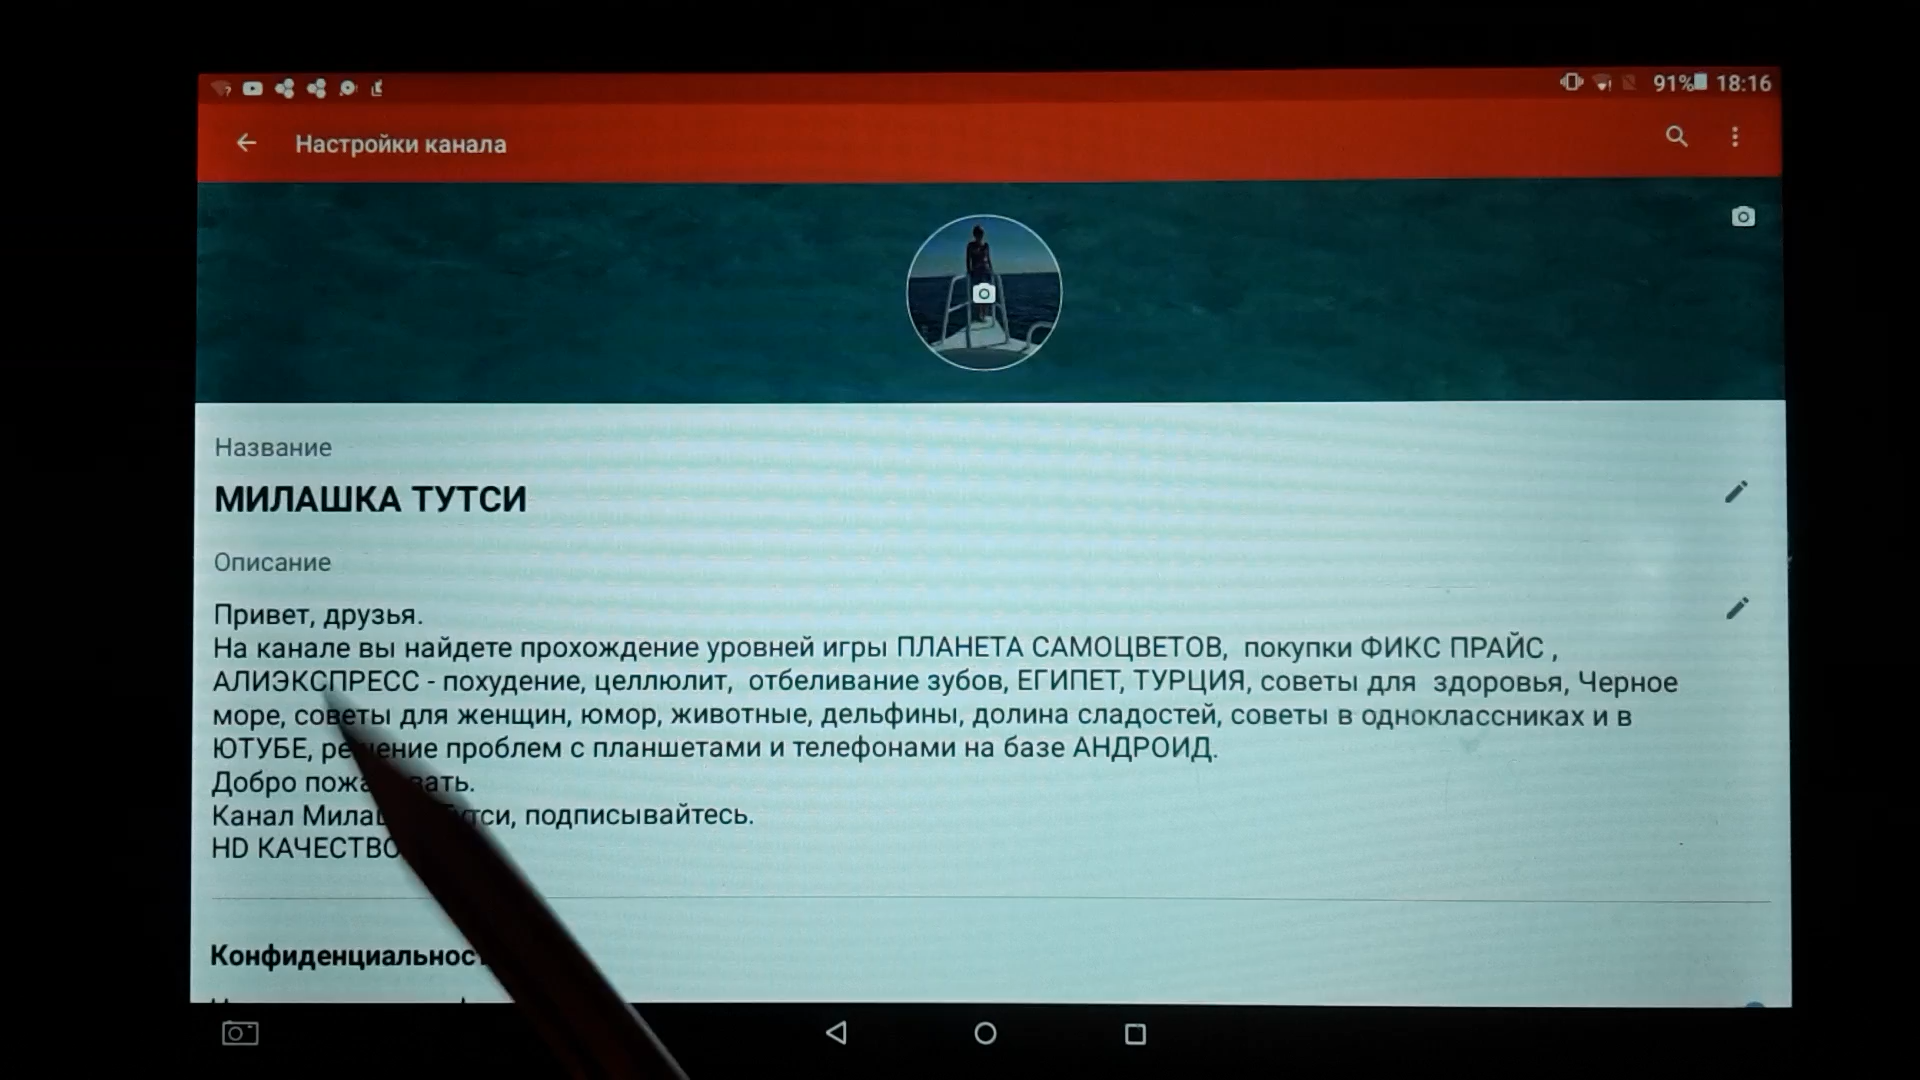 91% 18:16
Настройки канала
Название
МИЛАШКА ТУТСИ
Описание
Привет, друзья.
На канале вы найдете прохождение уровней игры ПЛАНЕТА САМОЦВЕТОВ, покупки ФИКС ПРАЙС ,
АЛИЭКСПРЕСС - похудение, целлюлит, отбеливание зубов, ЕГИПЕТ, ТУРЦИЯ, советы для здоровья, Черное
море, советы для женщин, юмор, животные, дельфины, долина сладостей, советы в одноклассниках и в
ЮТУБЕ, решение проблем с планшетами и телефонами на базе АНДРОИД.
Добро
Канал подписывайтесь.
HD КАЧЕСТВО